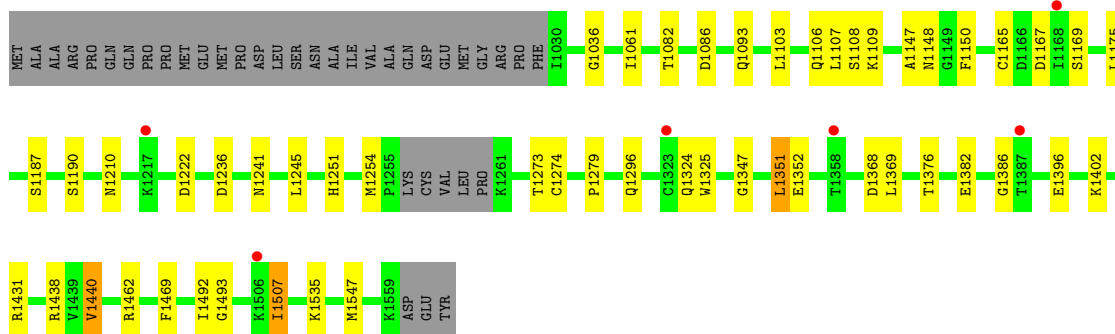 MET ALA ALA ARG PRO GLN GLN PRO PRO MET GLU MET PRO ASP LEU SER ASN ALA ILE VAL ALA GLN ASP GLU MET GLY ARG PRO PHE I1030 G1036 I1061 T1082 D1086 Q1093 L1103 Q1106 L1107 S1108 K1109 A1147 N1148 G1149 F1150 C1165 D1166 D1167 I1168 S1169
S1187 S1190 N1210 K1217 D1222 D1236 N1241 L1245 H1251 M1254 P1255 LYS CYS VAL LEU PRO K1261 T1273 C1274 P1279 Q1296 C1323 Q1324 W1325 G1347 L1351 E1352 T1358 D1368 L1369 T1376 E1382 G1386 T1387 E1396 K1402
R1431 R1438 V1439 V1440 R1462 F1469 I1492 G1493 K1506 I1507 K1535 M1547 K1559 ASP GLU TYR